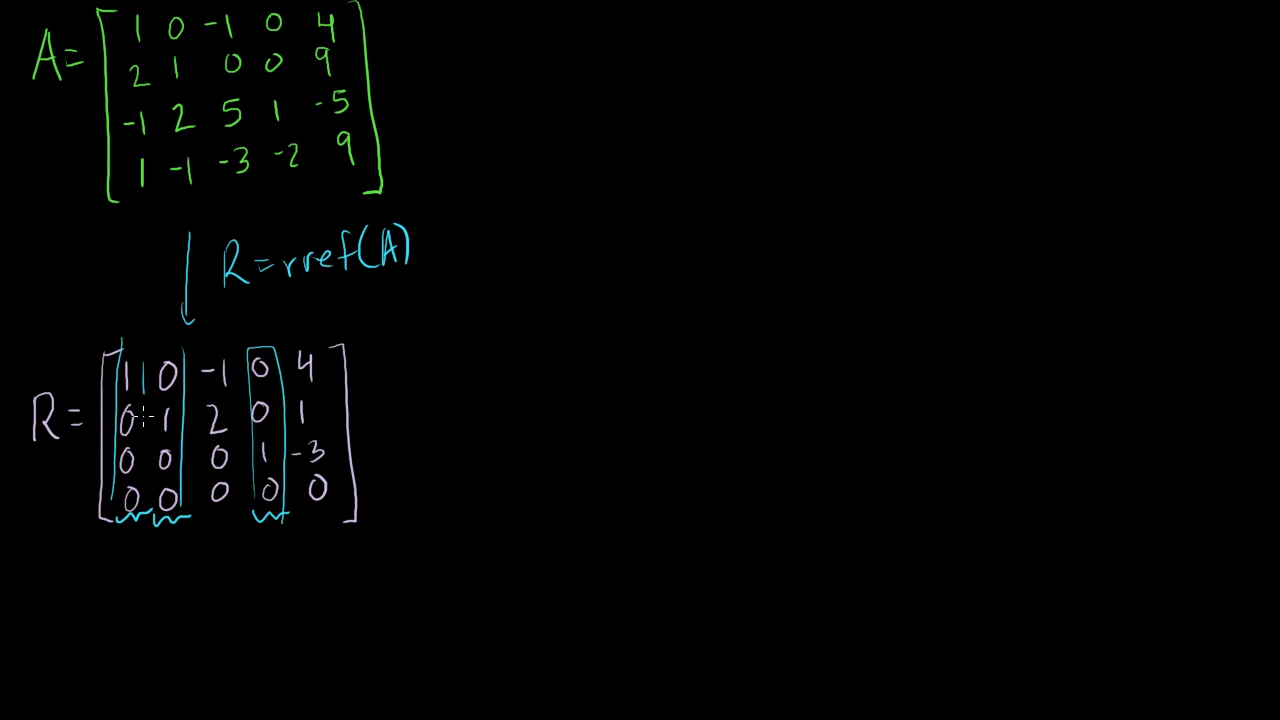 A = [ 1 0 -1 0 4
2 1 0 0 9
-1 2 5 1 -5
1 -1 -3 -2 9 ]
↓ R = rref(A)
R = [ 1 0 -1 0 4
0 1 2 0 1
0 0 0 1 -3
0 0 0 0 0 ]